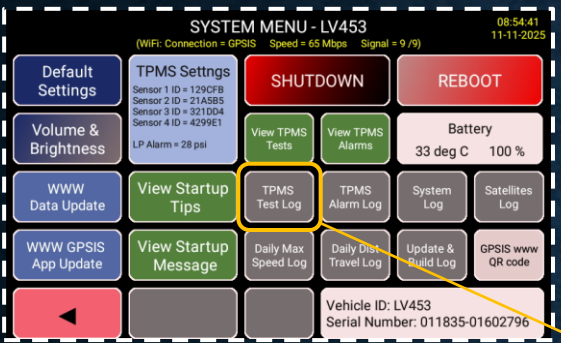 SYSTEM MENU - LV453
08:54:41
11-11-2025
(WiFi: Connection = GPSIS Speed = 65 Mbps Signal = 9 /9)
Default
Settings
TPMS Settngs
Sensor 1 ID = 129CFB
Sensor 2 ID = 21A5B5
Sensor 3 ID = 321DD4
Sensor 4 ID = 4299E1
LP Alarm = 28 psi
SHUTDOWN
REBOOT
Volume &
Brightness
View TPMS
Tests
View TPMS
Alarms
Battery
33 deg C 100 %
WWW
Data Update
View Startup
Tips
TPMS
Test Log
TPMS
Alarm Log
System
Log
Satellites
Log
WWW GPSIS
App Update
View Startup
Message
Daily Max
Speed Log
Daily Dist
Travel Log
Update &
Build Log
GPSIS www
QR code
Vehicle ID: LV453
Serial Number: 011835-01602796